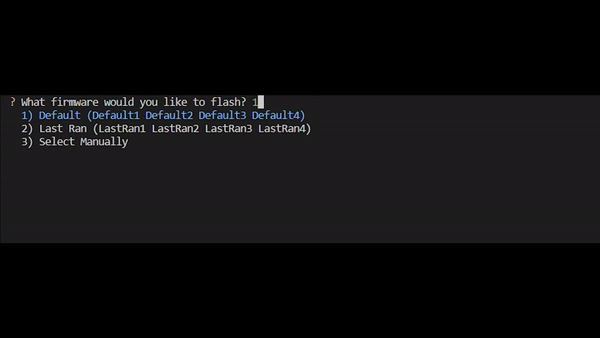 ? What firmware would you like to flash? 1
1) Default (Default1 Default2 Default3 Default4)
2) Last Ran (LastRan1 LastRan2 LastRan3 LastRan4)
3) Select Manually